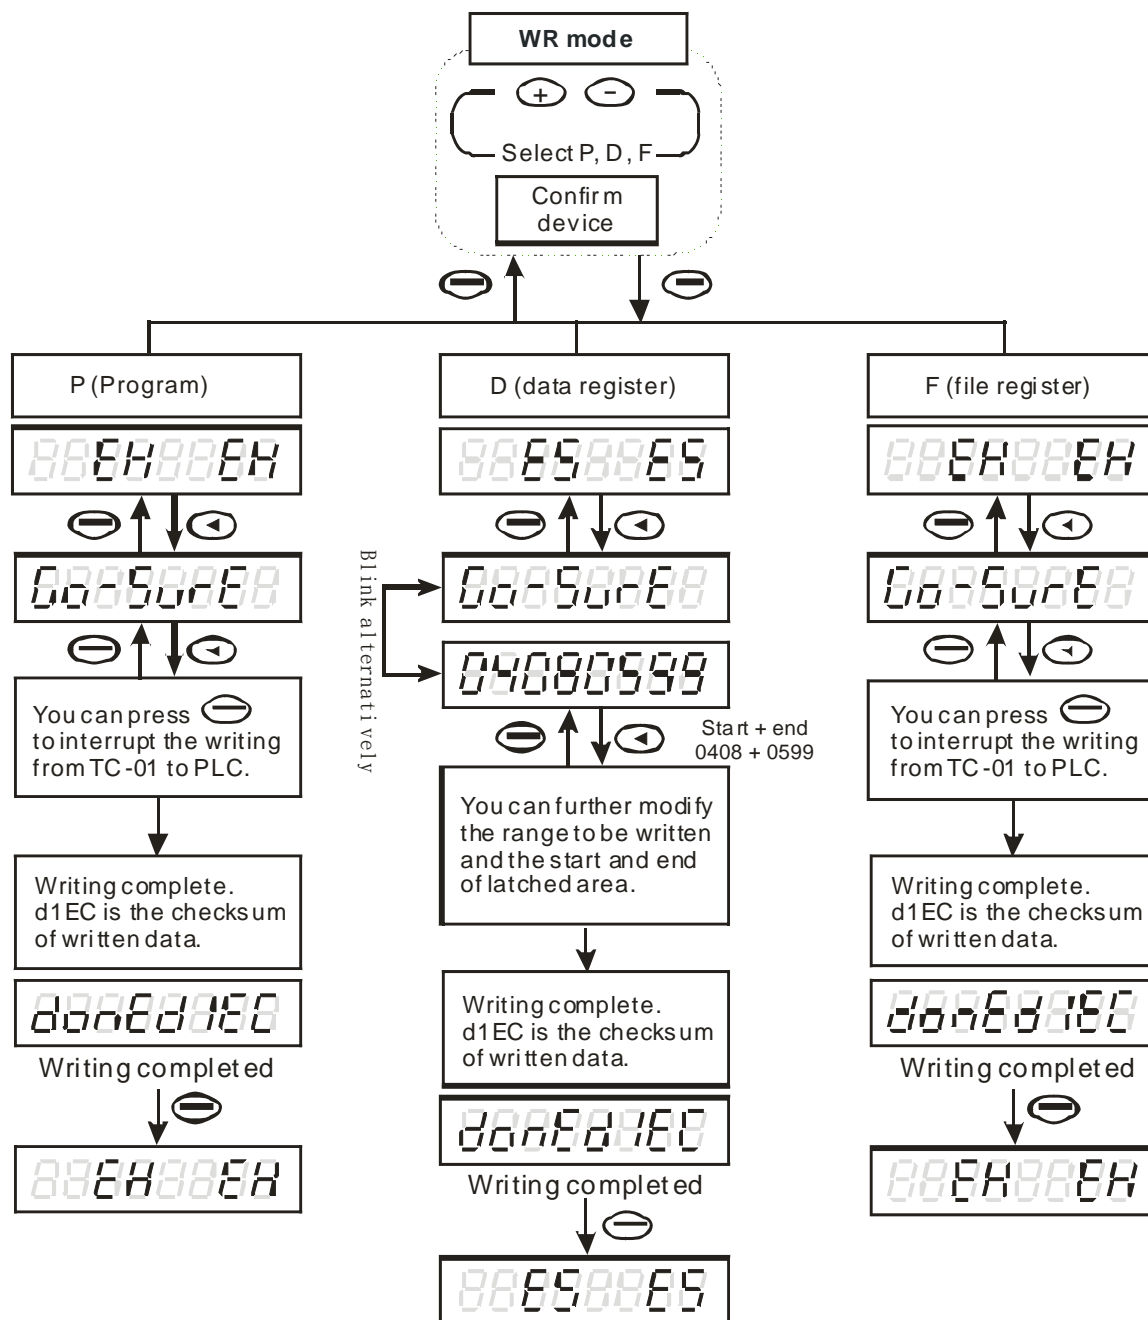 WR mode
+ -
Select P, D, F
Confirm
device
P (Program)
EH EH
Go-SurE
You can press
to interrupt the writing
from TC-01 to PLC.
Writing complete.
d1EC is the checksum
of written data.
donEd1EC
Writing completed
EH EH
D (data register)
ES ES
Blink alternatively
Go-SurE
04080599
Start + end
0408 + 0599
You can further modify
the range to be written
and the start and end
of latched area.
Writing complete.
d1EC is the checksum
of written data.
donEd1EC
Writing completed
ES ES
F (file register)
EH EH
Go-SurE
You can press
to interrupt the writing
from TC-01 to PLC.
Writing complete.
d1EC is the checksum
of written data.
donEd1EC
Writing completed
EH EH